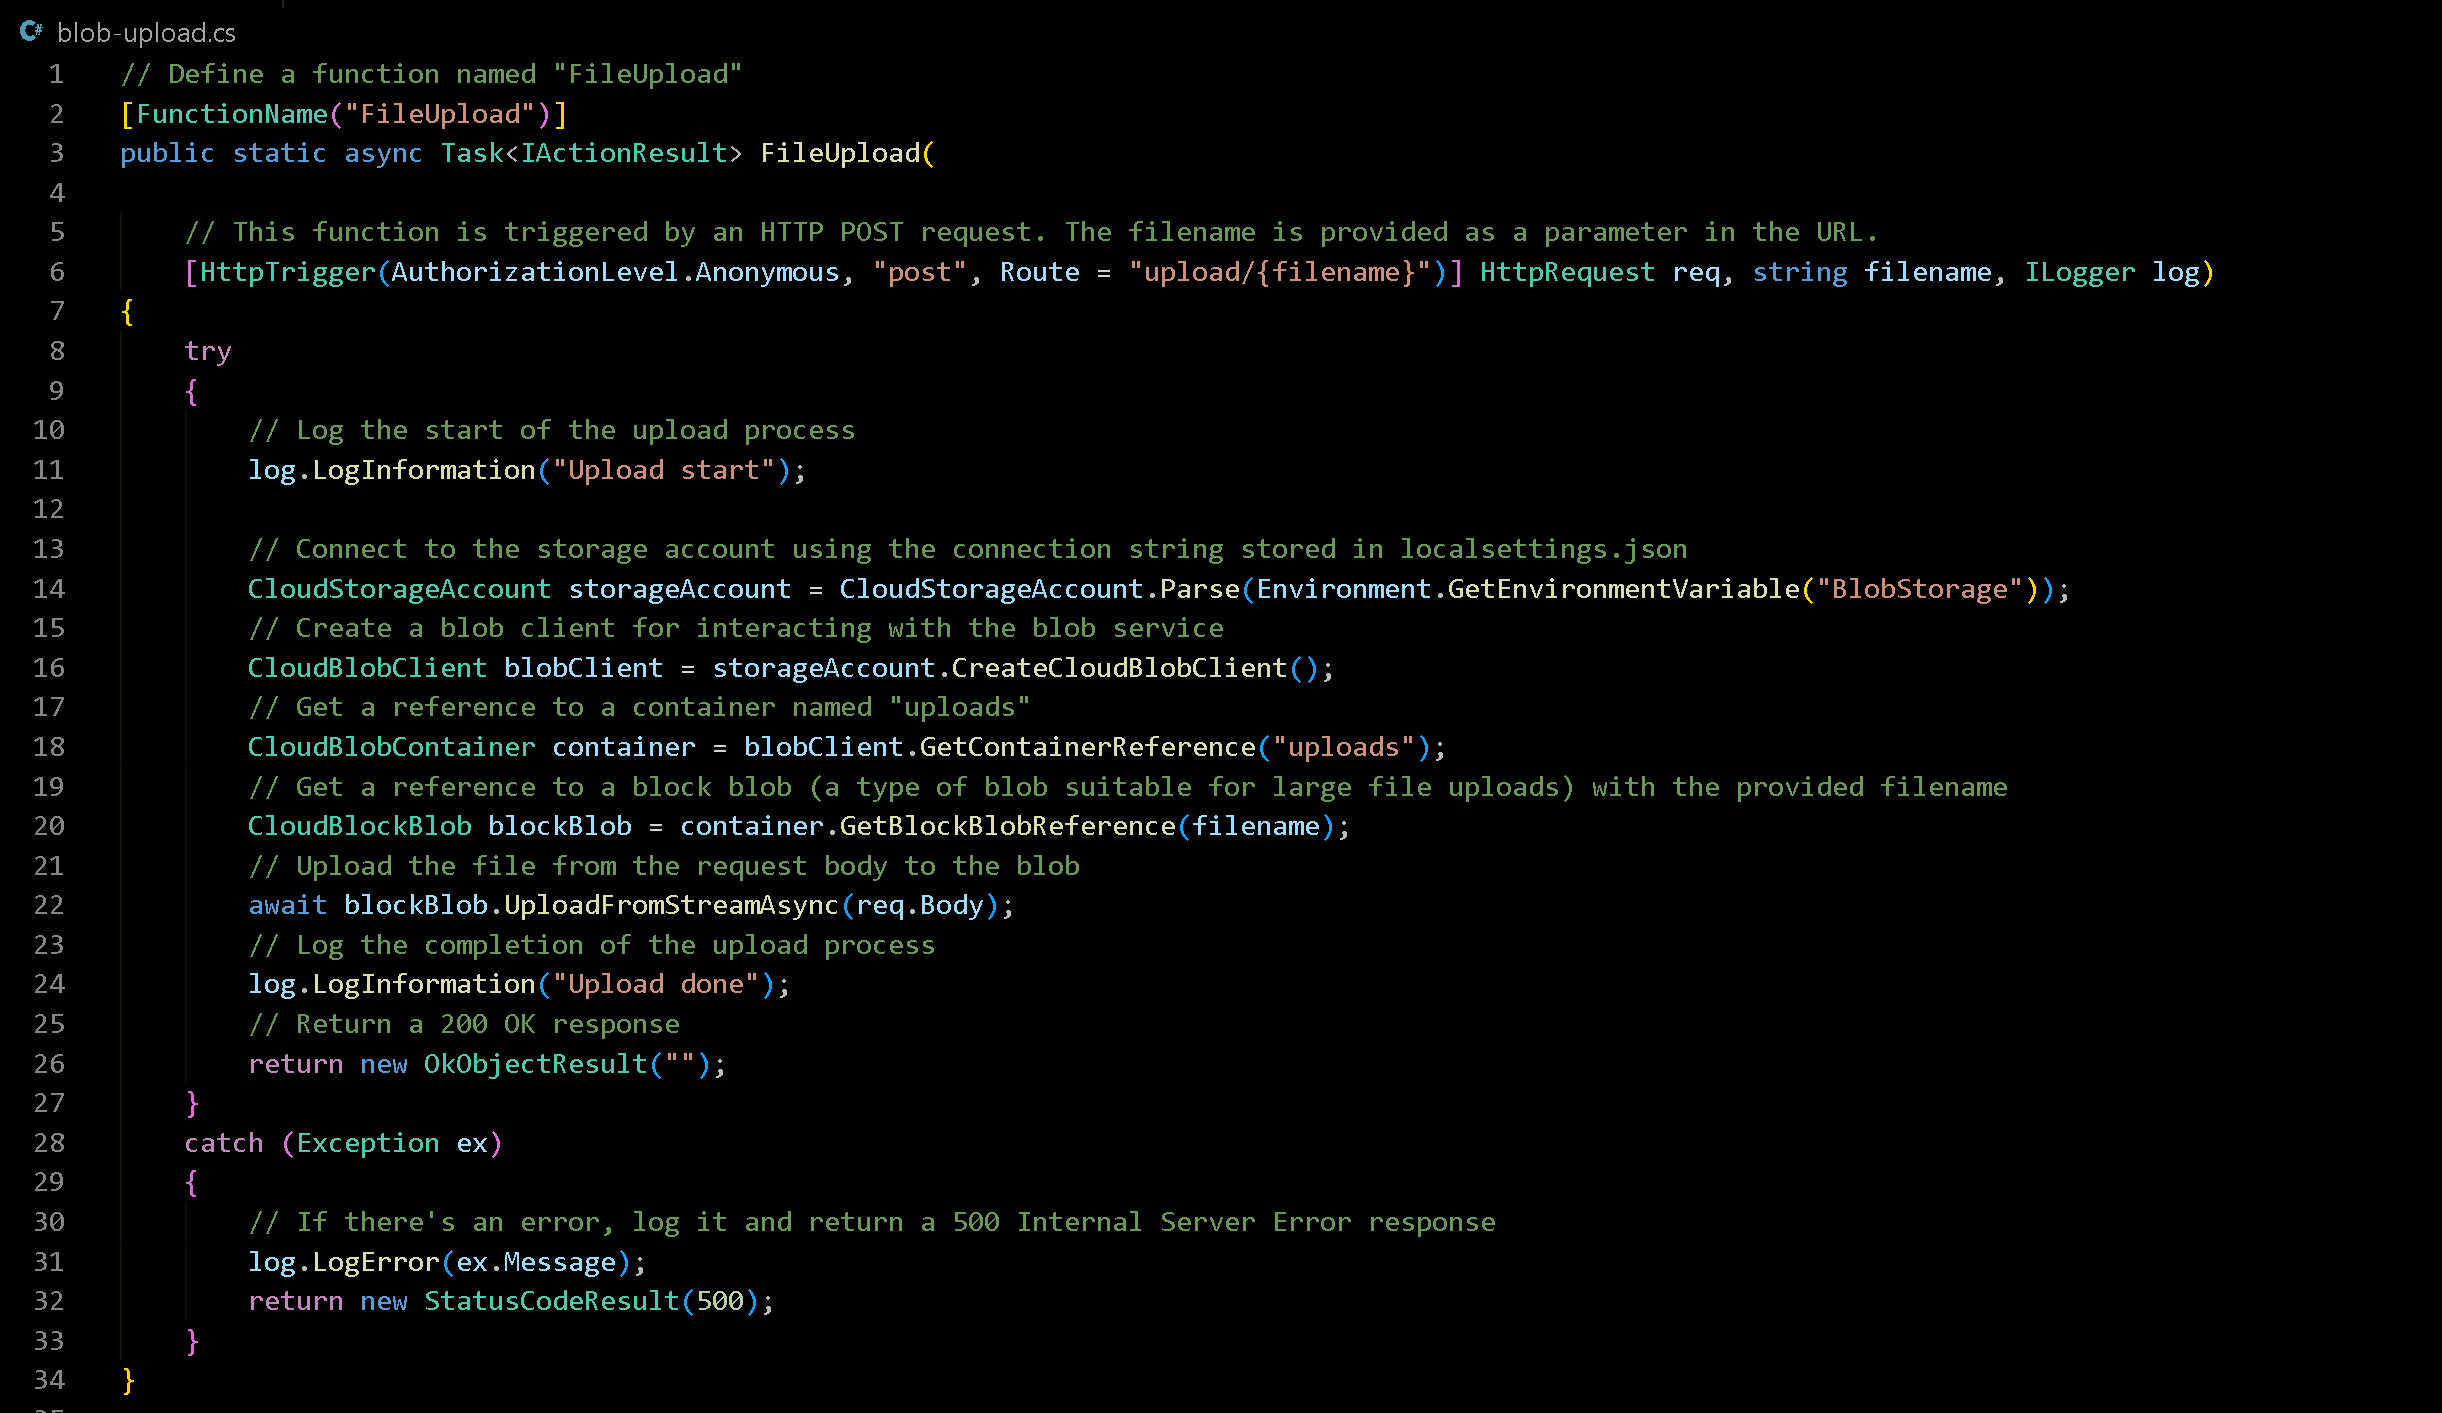 C# blob-upload.cs
1 // Define a function named "FileUpload"
2 [FunctionName("FileUpload")]
3 public static async Task<IActionResult> FileUpload(
4
5     // This function is triggered by an HTTP POST request. The filename is provided as a parameter in the URL.
6     [HttpTrigger(AuthorizationLevel.Anonymous, "post", Route = "upload/{filename}")] HttpRequest req, string filename, ILogger log)
7 {
8     try
9     {
10         // Log the start of the upload process
11         log.LogInformation("Upload start");
12
13         // Connect to the storage account using the connection string stored in localsettings.json
14         CloudStorageAccount storageAccount = CloudStorageAccount.Parse(Environment.GetEnvironmentVariable("BlobStorage"));
15         // Create a blob client for interacting with the blob service
16         CloudBlobClient blobClient = storageAccount.CreateCloudBlobClient();
17         // Get a reference to a container named "uploads"
18         CloudBlobContainer container = blobClient.GetContainerReference("uploads");
19         // Get a reference to a block blob (a type of blob suitable for large file uploads) with the provided filename
20         CloudBlockBlob blockBlob = container.GetBlockBlobReference(filename);
21         // Upload the file from the request body to the blob
22         await blockBlob.UploadFromStreamAsync(req.Body);
23         // Log the completion of the upload process
24         log.LogInformation("Upload done");
25         // Return a 200 OK response
26         return new OkObjectResult("");
27     }
28     catch (Exception ex)
29     {
30         // If there's an error, log it and return a 500 Internal Server Error response
31         log.LogError(ex.Message);
32         return new StatusCodeResult(500);
33     }
34 }